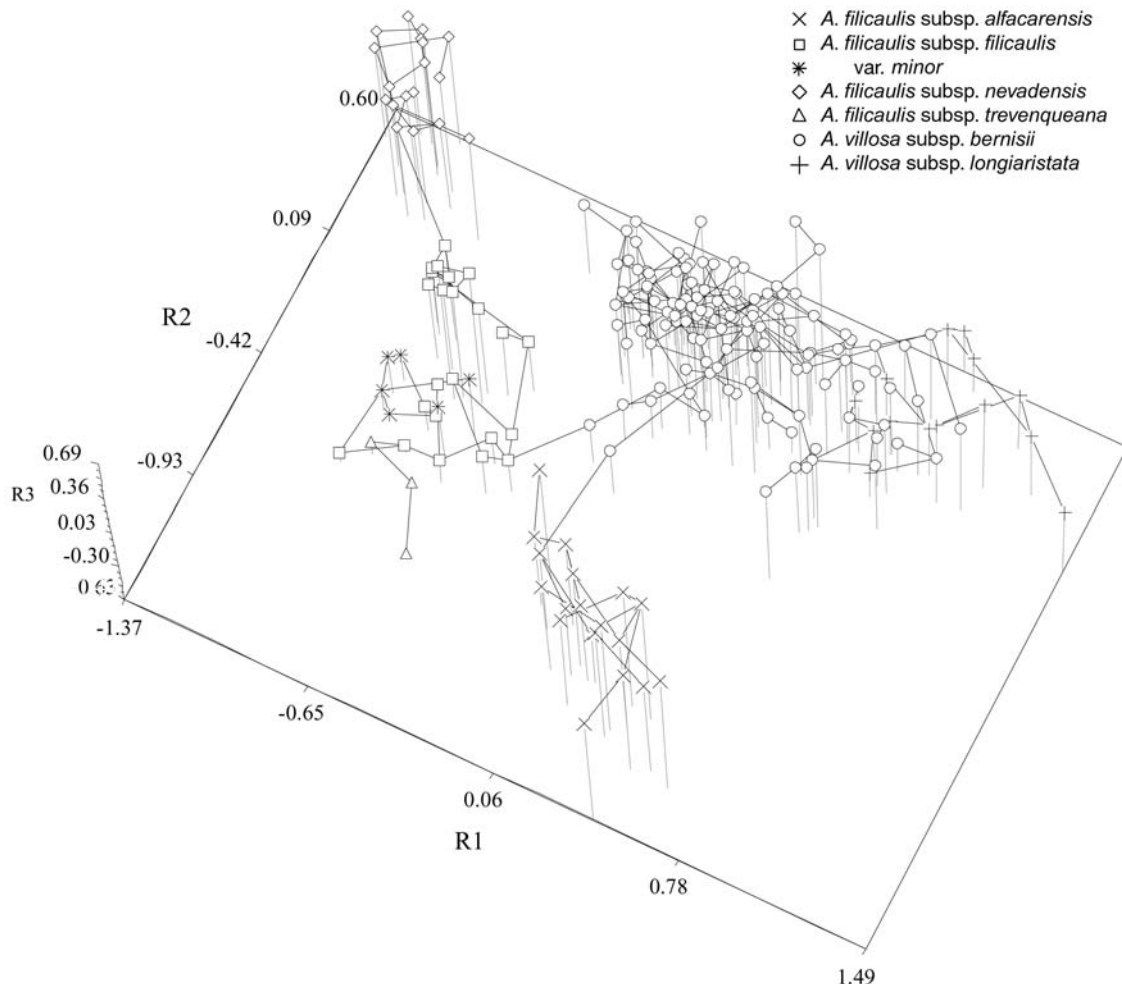 A. filicaulis subsp. alfacarensis
A. filicaulis subsp. filicaulis
var. minor
A. filicaulis subsp. nevadensis
A. filicaulis subsp. trevenqueana
A. villosa subsp. bernisii
A. villosa subsp. longiaristata
0.60
0.09
R2
-0.42
-0.93
0.69
R3
0.36
0.03
-0.30
-1.37
-0.65
0.06
R1
0.78
1.49